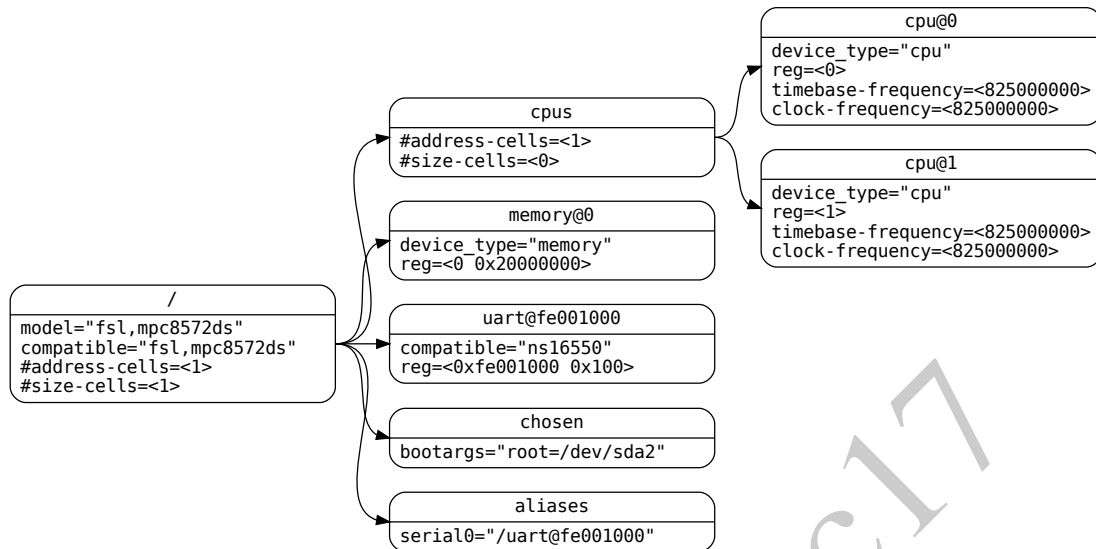 /
model="fsl,mpc8572ds"
compatible="fsl,mpc8572ds"
#address-cells=<1>
#size-cells=<1>
cpus
#address-cells=<1>
#size-cells=<0>
memory@0
device_type="memory"
reg=<0 0x20000000>
uart@fe001000
compatible="ns16550"
reg=<0xfe001000 0x100>
chosen
bootargs="root=/dev/sda2"
aliases
serial0="/uart@fe001000"
cpu@0
device_type="cpu"
reg=<0>
timebase-frequency=<825000000>
clock-frequency=<825000000>
cpu@1
device_type="cpu"
reg=<1>
timebase-frequency=<825000000>
clock-frequency=<825000000>
c17